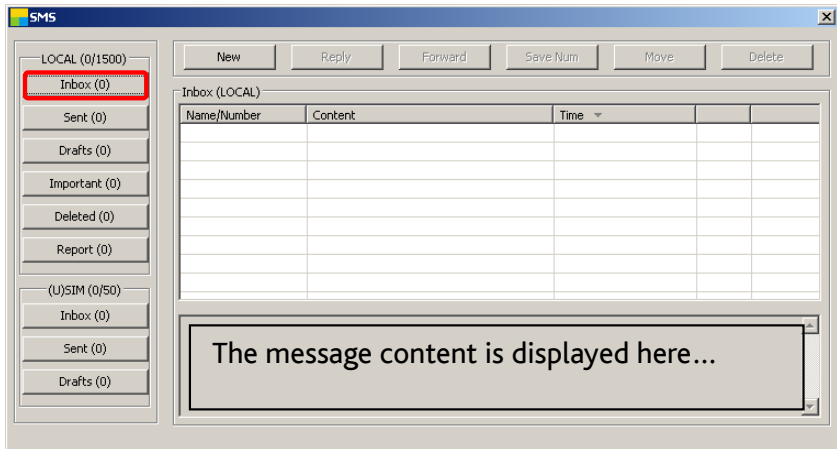 SMS
LOCAL (0/1500)
Inbox (0)
Sent (0)
Drafts (0)
Important (0)
Deleted (0)
Report (0)
(U)SIM (0/50)
Inbox (0)
Sent (0)
Drafts (0)
New Reply Forward Save Num Move Delete
Inbox (LOCAL)
Name/Number Content Time
The message content is displayed here...